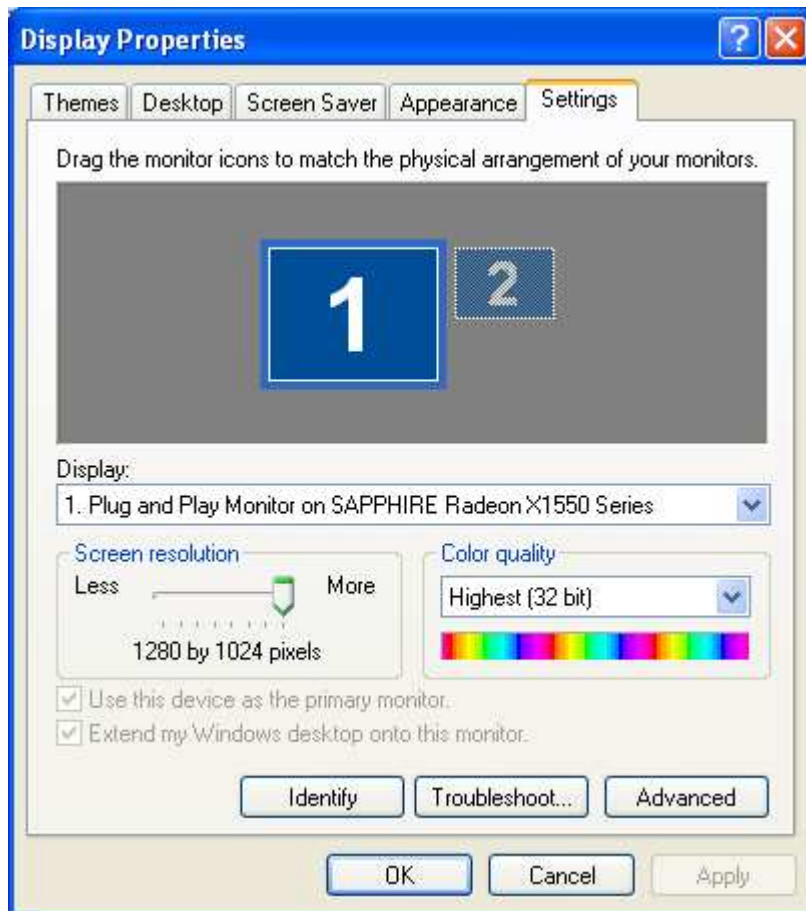 Display Properties
Themes Desktop Screen Saver Appearance Settings
Drag the monitor icons to match the physical arrangement of your monitors.
1 2
Display:
1. Plug and Play Monitor on SAPPHIRE Radeon X1550 Series
Screen resolution
Less More
1280 by 1024 pixels
Color quality
Highest (32 bit)
Use this device as the primary monitor.
Extend my Windows desktop onto this monitor.
Identify Troubleshoot... Advanced
OK Cancel Apply